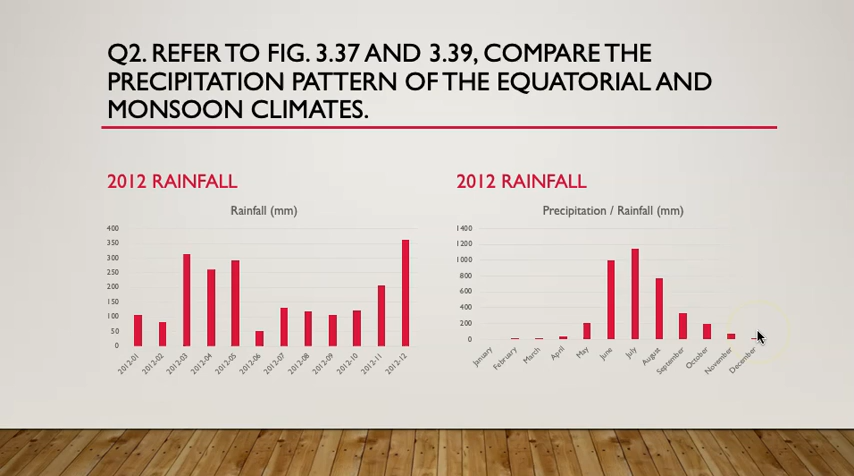 Q2. REFER TO FIG. 3.37 AND 3.39, COMPARE THE
PRECIPITATION PATTERN OF THE EQUATORIAL AND
MONSOON CLIMATES.
2012 RAINFALL
Rainfall (mm)
400
350
300
250
200
150
100
50
0
2012-01
2012-02
2012-03
2012-04
2012-05
2012-06
2012-07
2012-08
2012-09
2012-10
2012-11
2012-12
2012 RAINFALL
Precipitation / Rainfall (mm)
1400
1200
1000
800
600
400
200
0
January
February
March
April
May
June
July
August
September
October
November
December